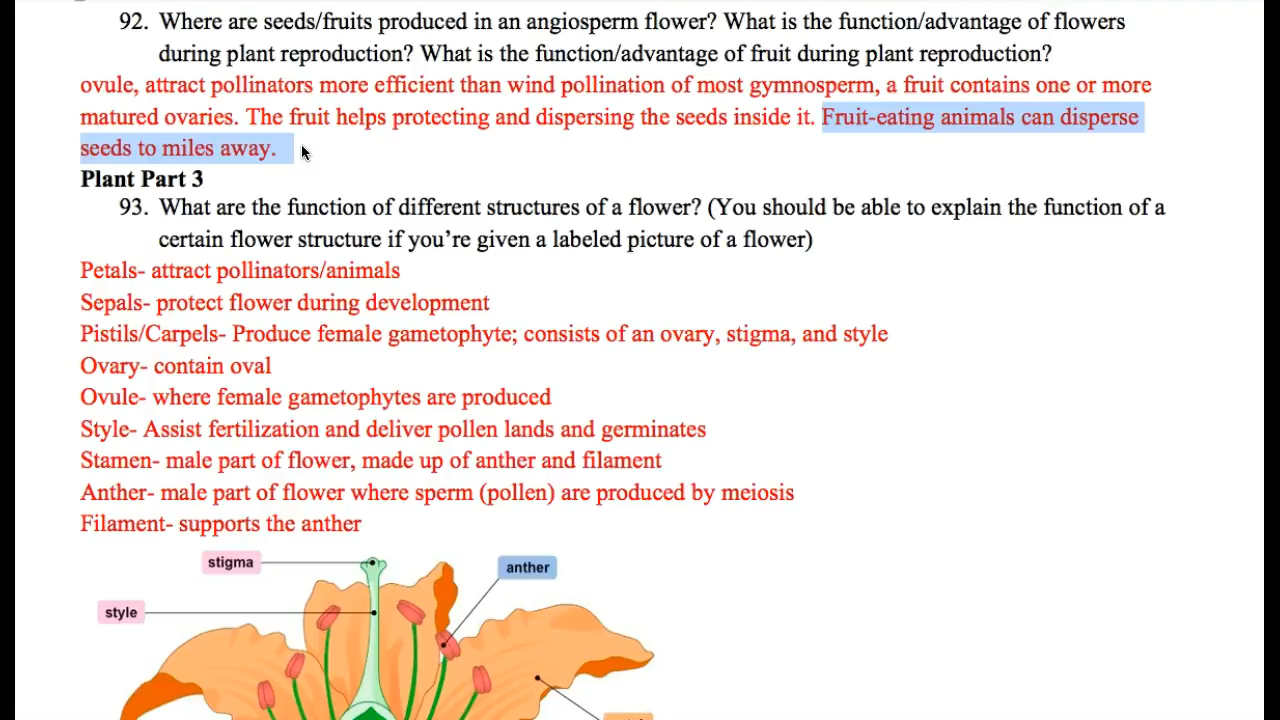 92. Where are seeds/fruits produced in an angiosperm flower? What is the function/advantage of flowers
during plant reproduction? What is the function/advantage of fruit during plant reproduction?
ovule, attract pollinators more efficient than wind pollination of most gymnosperm, a fruit contains one or more
matured ovaries. The fruit helps protecting and dispersing the seeds inside it. Fruit-eating animals can disperse
seeds to miles away.
Plant Part 3
93. What are the function of different structures of a flower? (You should be able to explain the function of a
certain flower structure if you’re given a labeled picture of a flower)
Petals- attract pollinators/animals
Sepals- protect flower during development
Pistils/Carpels- Produce female gametophyte; consists of an ovary, stigma, and style
Ovary- contain oval
Ovule- where female gametophytes are produced
Style- Assist fertilization and deliver pollen lands and germinates
Stamen- male part of flower, made up of anther and filament
Anther- male part of flower where sperm (pollen) are produced by meiosis
Filament- supports the anther
stigma
anther
style